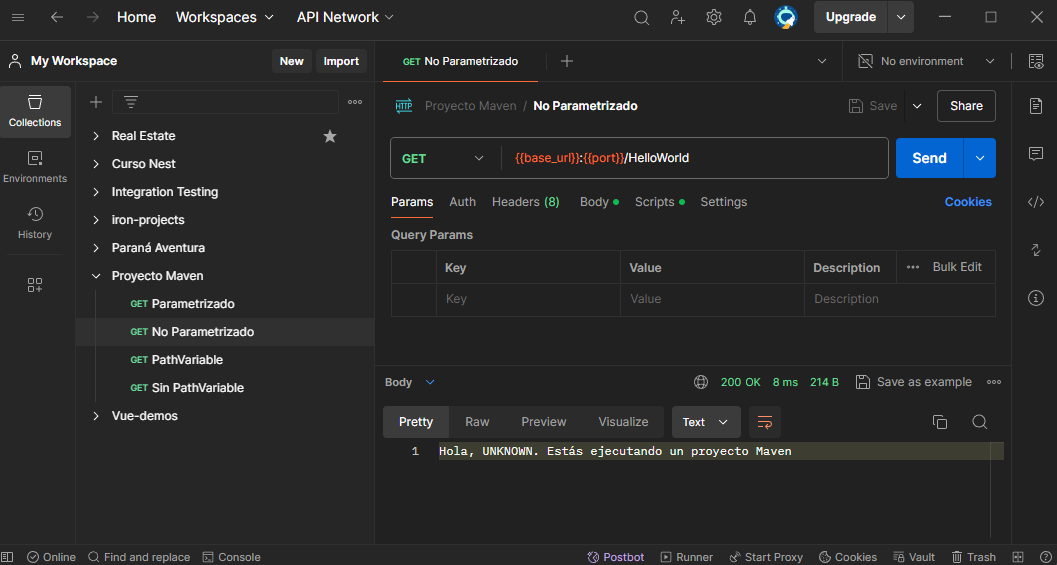 Home Workspaces API Network Upgrade
My Workspace New Import GET No Parametrizado No environment
HTTP Proyecto Maven / No Parametrizado Save Share
Collections
Environments
History
Real Estate
Curso Nest
Integration Testing
iron-projects
Paraná Aventura
Proyecto Maven
GET Parametrizado
GET No Parametrizado
GET PathVariable
GET Sin PathVariable
Vue-demos
GET {{base_url}}:{{port}}/HelloWorld Send
Params Auth Headers (8) Body Scripts Settings Cookies
Query Params
Key Value Description Bulk Edit
Key Value Description
Body 200 OK 8 ms 214 B Save as example
Pretty Raw Preview Visualize Text
1 Hola, UNKNOWN. Estás ejecutando un proyecto Maven
Online Find and replace Console Postbot Runner Start Proxy Cookies Vault Trash